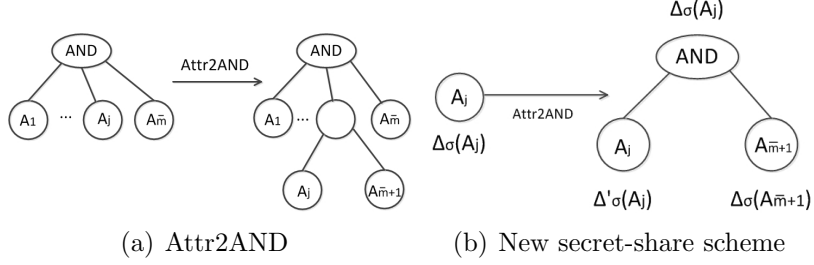 AND
A1 ... Aj Am̄
Attr2AND
AND
A1 ... Am̄
Aj Am̄+1
(a) Attr2AND
Δσ(Aj)
AND
Aj
Attr2AND
Δσ(Aj)
Aj Am̄+1
Δ'σ(Aj) Δσ(Am̄+1)
(b) New secret-share scheme